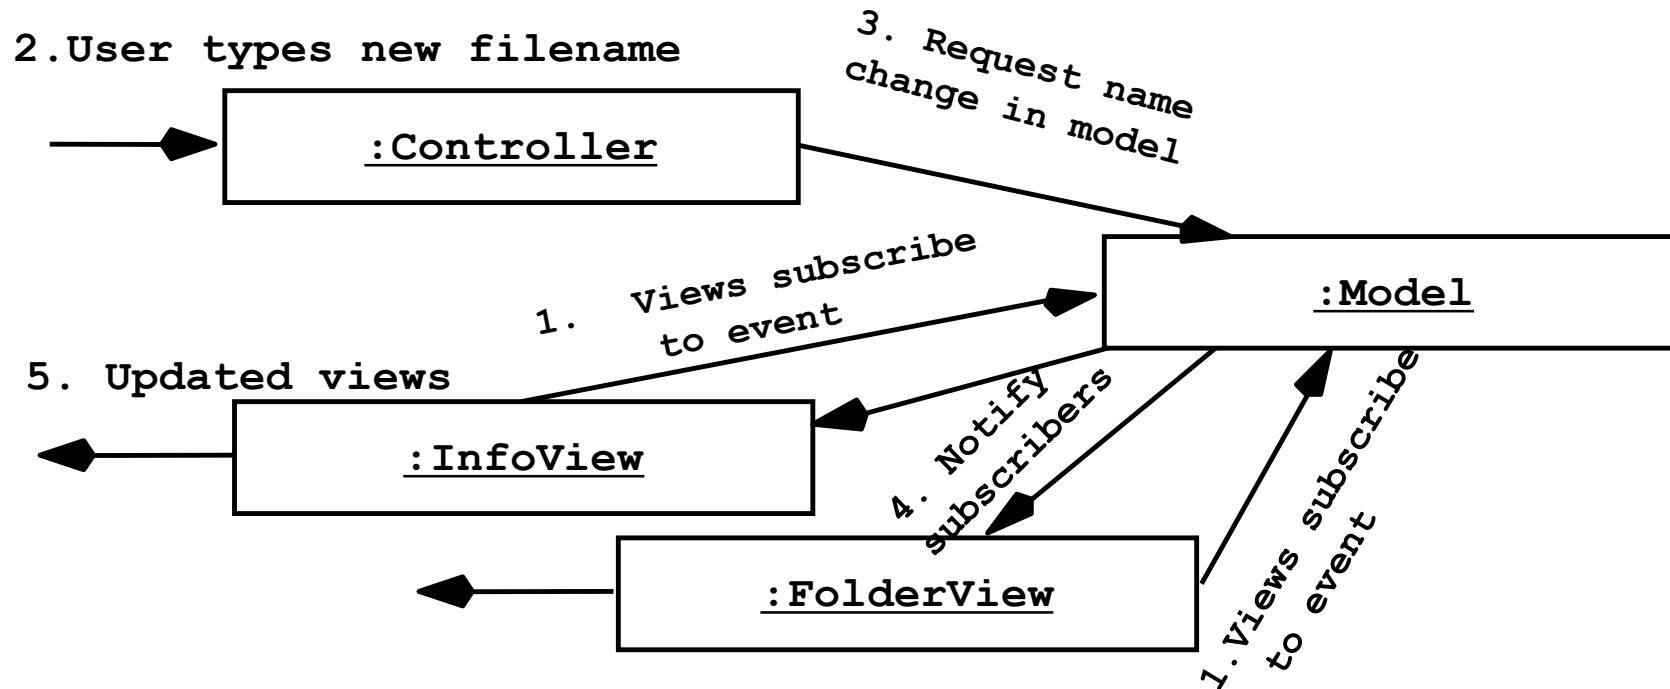 2.User types new filename
3. Request name
change in model
:Controller
1. Views subscribe
to event
:Model
5. Updated views
:InfoView
4. Notify
subscribers
:FolderView
1.Views subscribe
to event